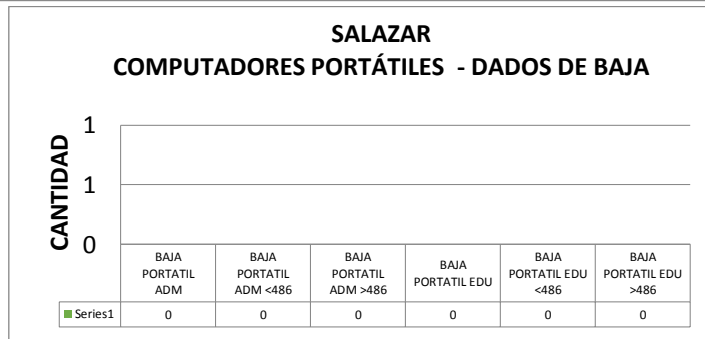 SALAZAR
COMPUTADORES PORTÁTILES - DADOS DE BAJA
CANTIDAD
1
1
0
BAJA PORTATIL ADM
BAJA PORTATIL ADM <486
BAJA PORTATIL ADM >486
BAJA PORTATIL EDU
BAJA PORTATIL EDU <486
BAJA PORTATIL EDU >486
Series1 0 0 0 0 0 0